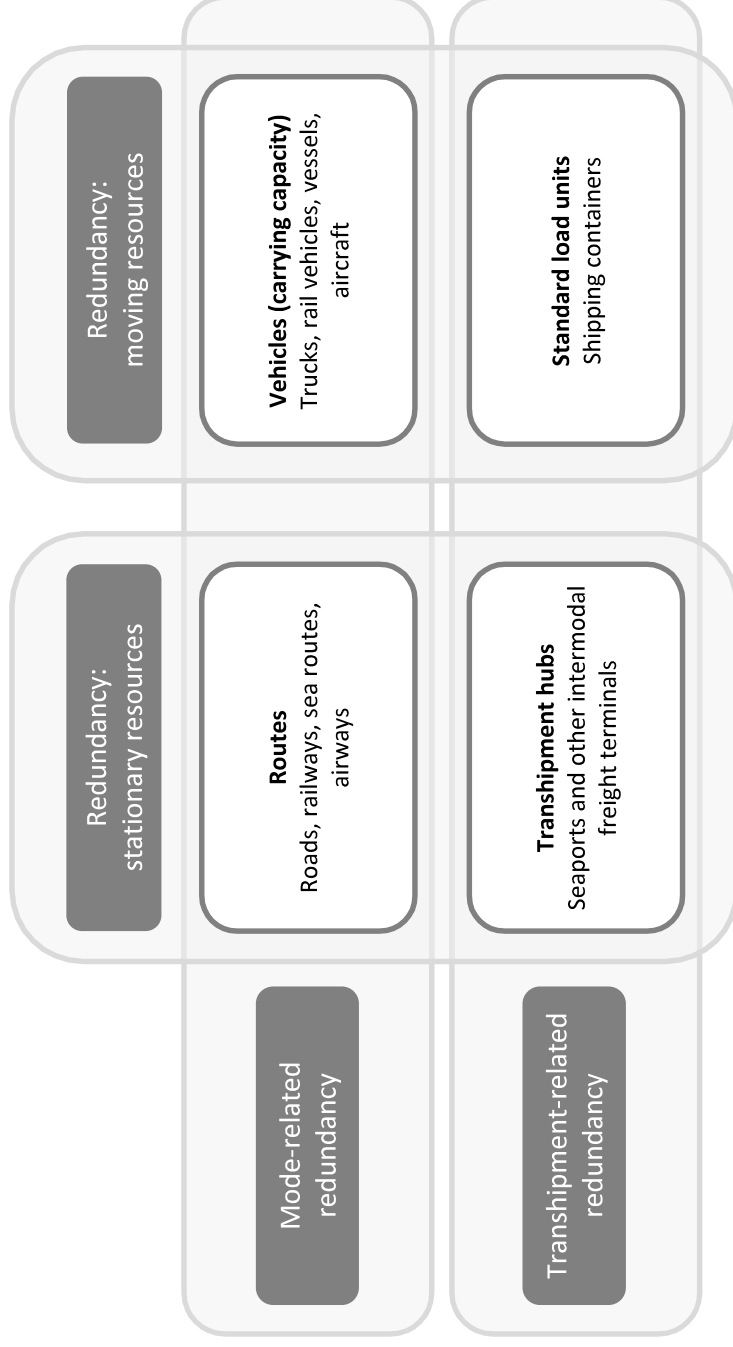 Redundancy:
stationary resources
Redundancy:
moving resources
Mode-related
redundancy
Routes
Roads, railways, sea routes,
airways
Vehicles (carrying capacity)
Trucks, rail vehicles, vessels,
aircraft
Transhipment-related
redundancy
Transhipment hubs
Seaports and other intermodal
freight terminals
Standard load units
Shipping containers